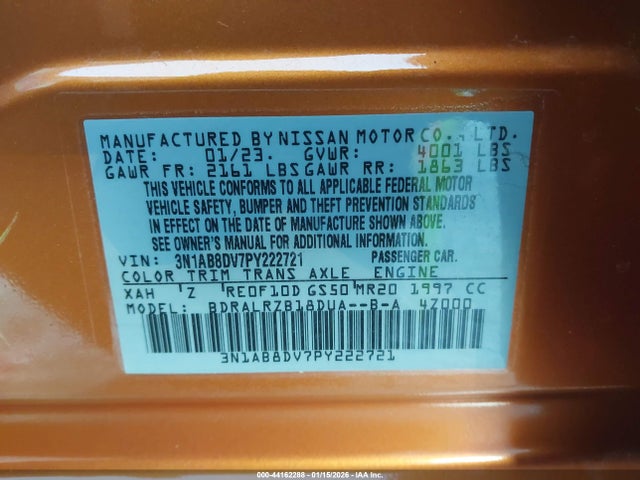 MANUFACTURED BY NISSAN MOTOR CO., LTD.
DATE: 01/23. GVWR: 4001 LBS
GAWR FR: 2161 LBS GAWR RR: 1863 LBS
THIS VEHICLE CONFORMS TO ALL APPLICABLE FEDERAL MOTOR
VEHICLE SAFETY, BUMPER AND THEFT PREVENTION STANDARDS
IN EFFECT ON THE DATE OF MANUFACTURE SHOWN ABOVE.
SEE OWNER'S MANUAL FOR ADDITIONAL INFORMATION.
VIN: 3N1AB8DV7PY222721 PASSENGER CAR.
COLOR TRIM TRANS AXLE ENGINE
XAH Z RE0F10D GS50 MR20 1997 CC
MODEL: BDRALRZB18DUA--B-A 47000
3N1AB8DV7PY222721
000-44162288 - 01/15/2026 - IAA Inc.